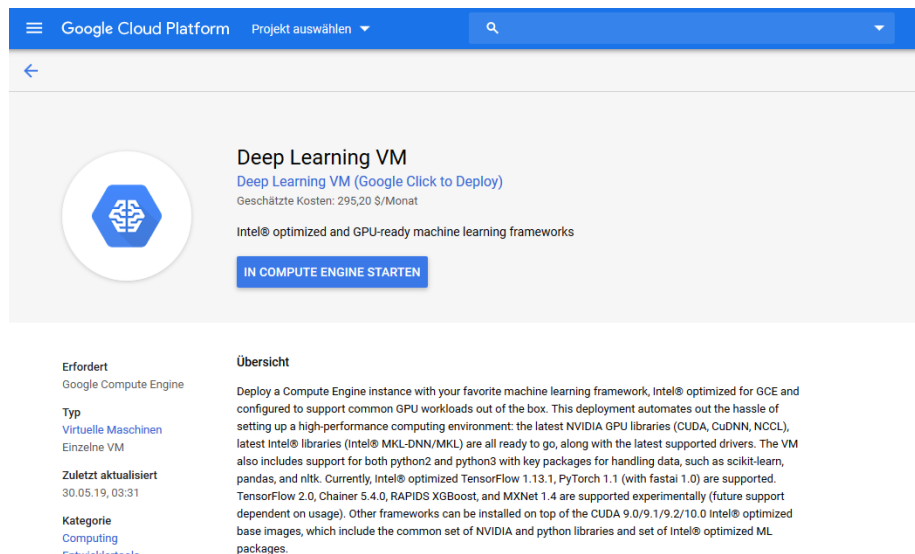 Google Cloud Platform Projekt auswählen
Deep Learning VM
Deep Learning VM (Google Click to Deploy)
Geschätzte Kosten: 295,20 $/Monat
Intel® optimized and GPU-ready machine learning frameworks
IN COMPUTE ENGINE STARTEN
Erfordert
Google Compute Engine
Typ
Virtuelle Maschinen
Einzelne VM
Zuletzt aktualisiert
30.05.19, 03:31
Kategorie
Computing
Entwicklertools
Übersicht
Deploy a Compute Engine instance with your favorite machine learning framework, Intel® optimized for GCE and
configured to support common GPU workloads out of the box. This deployment automates out the hassle of
setting up a high-performance computing environment: the latest NVIDIA GPU libraries (CUDA, CuDNN, NCCL),
latest Intel® libraries (Intel® MKL-DNN/MKL) are all ready to go, along with the latest supported drivers. The VM
also includes support for both python2 and python3 with key packages for handling data, such as scikit-learn,
pandas, and nltk. Currently, Intel® optimized TensorFlow 1.13.1, PyTorch 1.1 (with fastai 1.0) are supported.
TensorFlow 2.0, Chainer 5.4.0, RAPIDS XGBoost, and MXNet 1.4 are supported experimentally (future support
dependent on usage). Other frameworks can be installed on top of the CUDA 9.0/9.1/9.2/10.0 Intel® optimized
base images, which include the common set of NVIDIA and python libraries and set of Intel® optimized ML
packages.